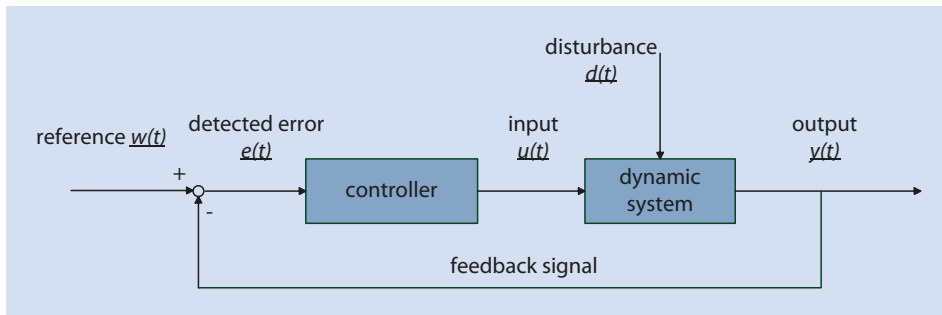 disturbance
d(t)
reference w(t)
detected error
e(t)
input
u(t)
output
y(t)
+
-
controller
dynamic
system
feedback signal